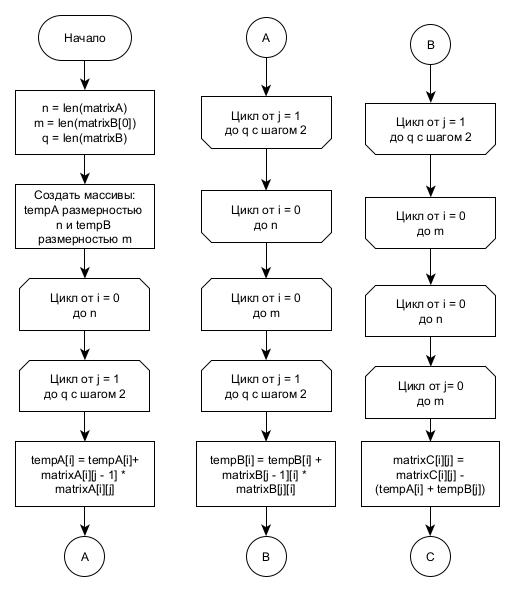 Начало
n = len(matrixA)
m = len(matrixB[0])
q = len(matrixB)
Создать массивы:
tempA размерностью
n и tempB
размерностью m
Цикл от i = 0
до n
Цикл от j = 1
до q с шагом 2
tempA[i] = tempA[i]+
matrixA[i][j - 1] *
matrixA[i][j]
A
A
Цикл от j = 1
до q с шагом 2
Цикл от i = 0
до n
Цикл от i = 0
до m
Цикл от j = 1
до q с шагом 2
tempB[i] = tempB[i] +
matrixB[j - 1][i] *
matrixB[j][i]
B
B
Цикл от j = 1
до q с шагом 2
Цикл от i = 0
до m
Цикл от i = 0
до n
Цикл от j= 0
до m
matrixC[i][j] =
matrixC[i][j] -
(tempA[i] + tempB[j])
C